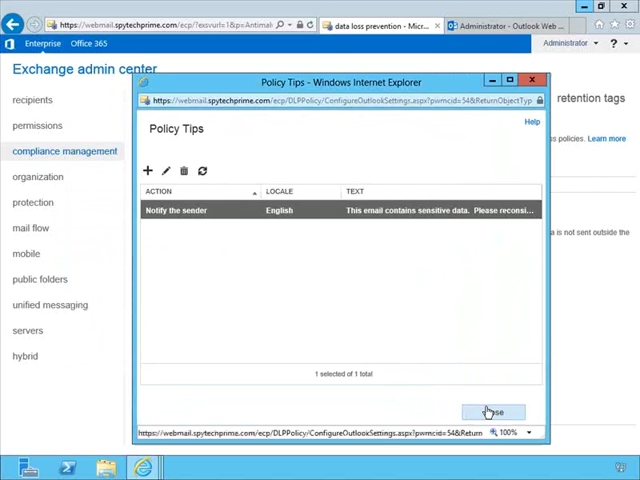 https://webmail.spytechprime.com/ecp/?exsvurl=1&p=Antimal
data loss prevention - Micr...
Administrator - Outlook Web ...
Enterprise Office 365
Administrator ?
Exchange admin center
recipients
permissions
compliance management
organization
protection
mail flow
mobile
public folders
unified messaging
servers
hybrid
retention tags
us policies. Learn more
ta is not sent outside the
Policy Tips - Windows Internet Explorer
https://webmail.spytechprime.com/ecp/DLPPolicy/ConfigureOutlookSettings.aspx?pwmcid=54&ReturnObjectTyp
Help
Policy Tips
ACTION LOCALE TEXT
Notify the sender English This email contains sensitive data. Please reconsi...
1 selected of 1 total
https://webmail.spytechprime.com/ecp/DLPPolicy/ConfigureOutlookSettings.aspx?pwmcid=54&Return
100%